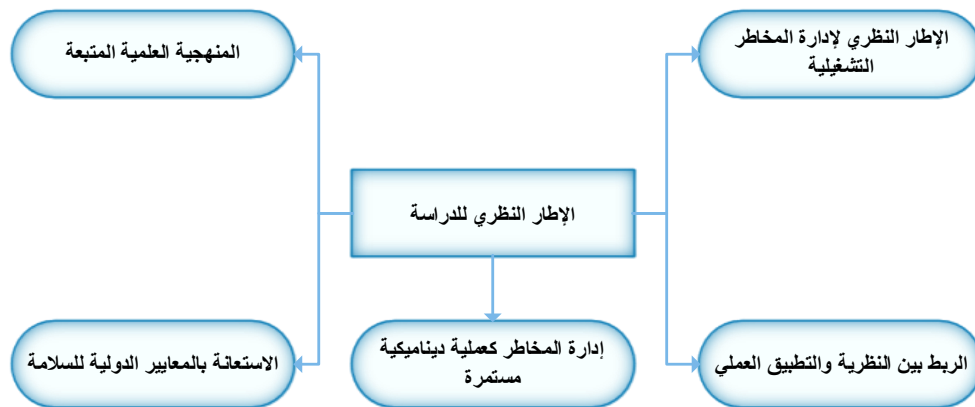 الإطار النظري لإدارة المخاطر
التشغيلية
المنهجية العلمية المتبعة
الإطار النظري للدراسة
الربط بين النظرية والتطبيق العملي
إدارة المخاطر كعملية ديناميكية
مستمرة
الاستعانة بالمعايير الدولية للسلامة